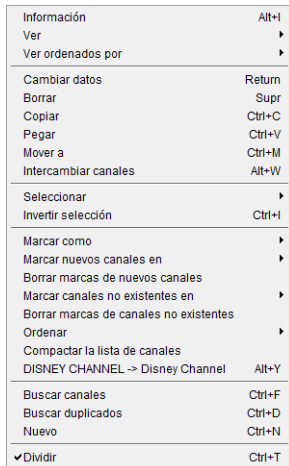 Información Alt+I
Ver
Ver ordenados por
Cambiar datos Return
Borrar Supr
Copiar Ctrl+C
Pegar Ctrl+V
Mover a Ctrl+M
Intercambiar canales Alt+W
Seleccionar
Invertir selección Ctrl+I
Marcar como
Marcar nuevos canales en
Borrar marcas de nuevos canales
Marcar canales no existentes en
Borrar marcas de canales no existentes
Ordenar
Compactar la lista de canales
DISNEY CHANNEL -> Disney Channel Alt+Y
Buscar canales Ctrl+F
Buscar duplicados Ctrl+D
Nuevo Ctrl+N
Dividir Ctrl+T